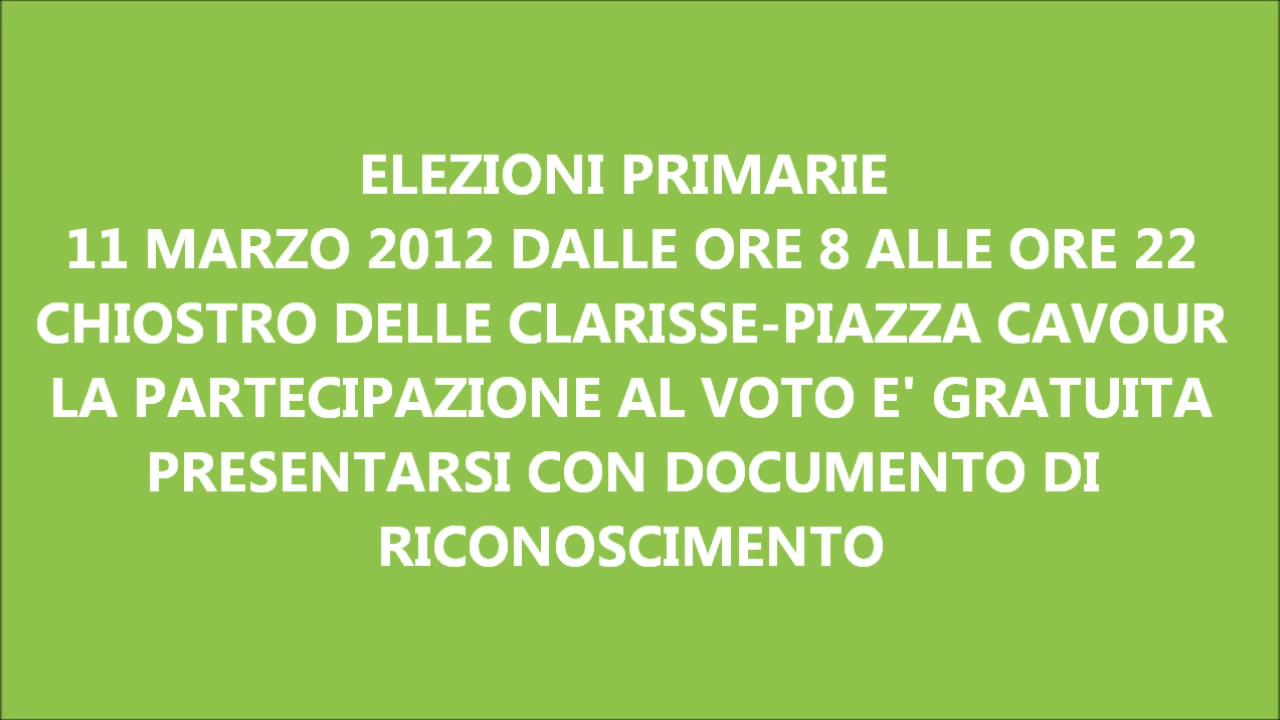 ELEZIONI PRIMARIE
11 MARZO 2012 DALLE ORE 8 ALLE ORE 22
CHIOSTRO DELLE CLARISSE-PIAZZA CAVOUR
LA PARTECIPAZIONE AL VOTO E' GRATUITA
PRESENTARSI CON DOCUMENTO DI
RICONOSCIMENTO